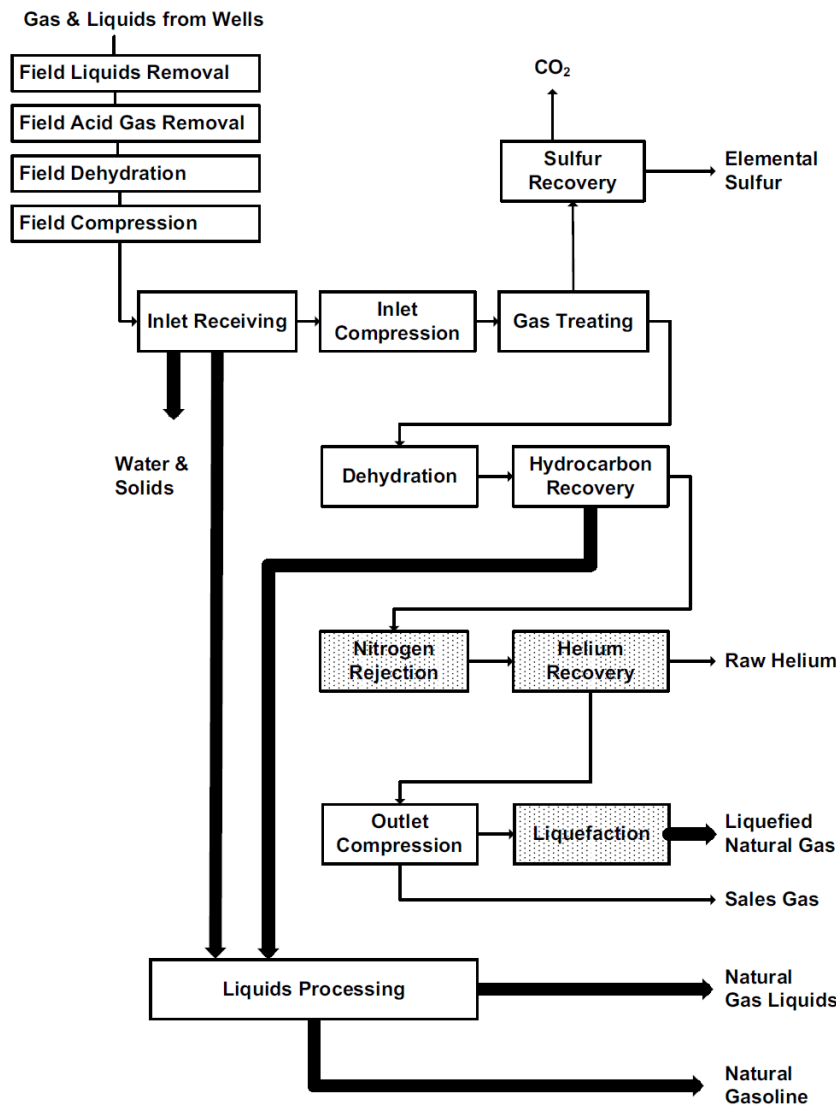 Gas & Liquids from Wells
Field Liquids Removal
Field Acid Gas Removal
Field Dehydration
Field Compression
CO₂
Sulfur
Recovery
Elemental
Sulfur
Inlet Receiving
Inlet
Compression
Gas Treating
Water &
Solids
Dehydration
Hydrocarbon
Recovery
Nitrogen
Rejection
Helium
Recovery
Raw Helium
Outlet
Compression
Liquefaction
Liquefied
Natural Gas
Sales Gas
Liquids Processing
Natural
Gas Liquids
Natural
Gasoline